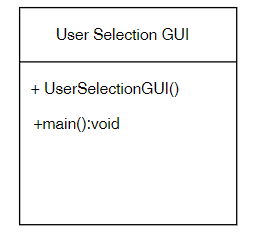 User Selection GUI
+ UserSelectionGUI()
+main():void